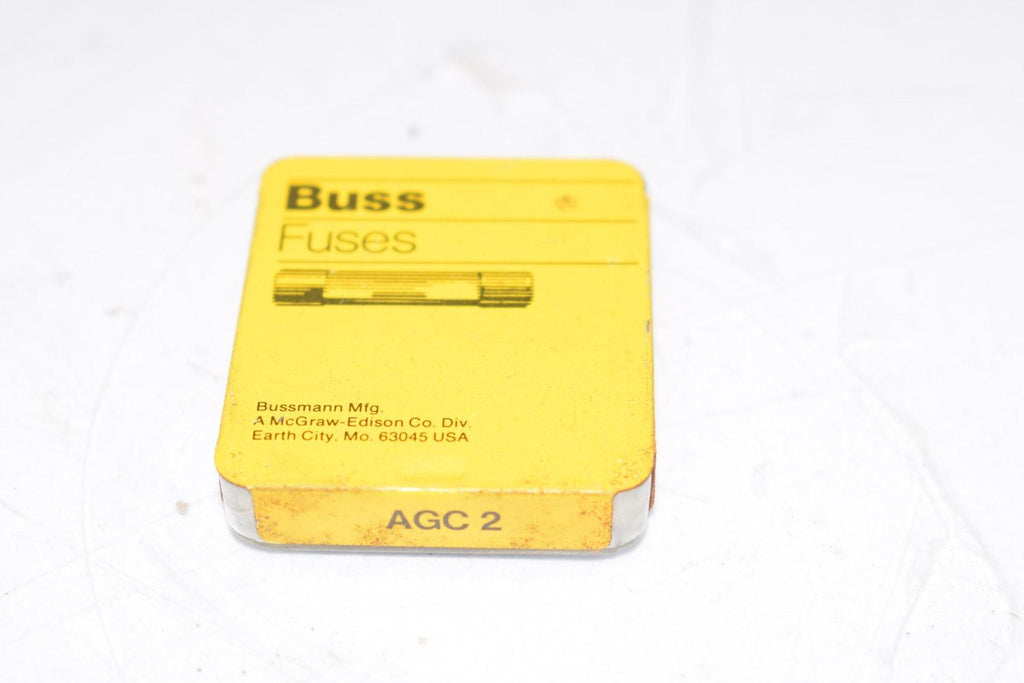 Buss
Fuses
Bussmann Mfg.
A McGraw-Edison Co. Div.
Earth City, Mo. 63045 USA
AGC 2